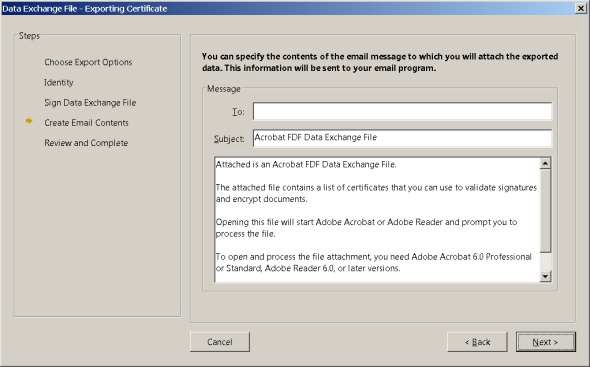 Data Exchange File - Exporting Certificate
Steps
Choose Export Options
Identity
Sign Data Exchange File
Create Email Contents
Review and Complete
You can specify the contents of the email message to which you will attach the exported
data. This information will be sent to your email program.
Message
To:
Subject: Acrobat FDF Data Exchange File
Attached is an Acrobat FDF Data Exchange File.
The attached file contains a list of certificates that you can use to validate signatures
and encrypt documents.
Opening this file will start Adobe Acrobat or Adobe Reader and prompt you to
process the file.
To open and process the file attachment, you need Adobe Acrobat 6.0 Professional
or Standard, Adobe Reader 6.0, or later versions.
Cancel < Back Next >